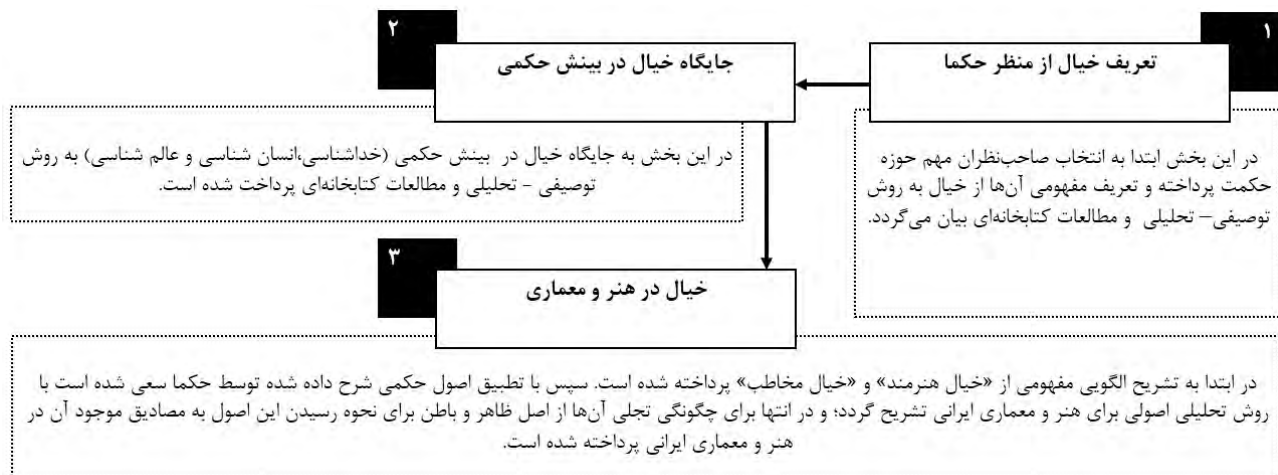 ۱
تعریف خیال از منظر حکما
در این بخش ابتدا به انتخاب صاحب‌نظران مهم حوزه
حکمت پرداخته و تعریف مفهومی آن‌ها از خیال به روش
توصیفی– تحلیلی و مطالعات کتابخانه‌ای بیان می‌گردد.
۲
جایگاه خیال در بینش حکمی
در این بخش به جایگاه خیال در بینش حکمی (خداشناسی،انسان شناسی و عالم شناسی) به روش
توصیفی - تحلیلی و مطالعات کتابخانه‌ای پرداخت شده است.
۳
خیال در هنر و معماری
در ابتدا به تشریح الگویی مفهومی از «خیال هنرمند» و «خیال مخاطب» پرداخته شده است. سپس با تطبیق اصول حکمی شرح داده شده توسط حکما سعی شده است با
روش تحلیلی اصولی برای هنر و معماری ایرانی تشریح گردد؛ و در انتها برای چگونگی تجلی آن‌ها از اصل ظاهر و باطن برای نحوه رسیدن این اصول به مصادیق موجود آن در
هنر و معماری ایرانی پرداخته شده است.